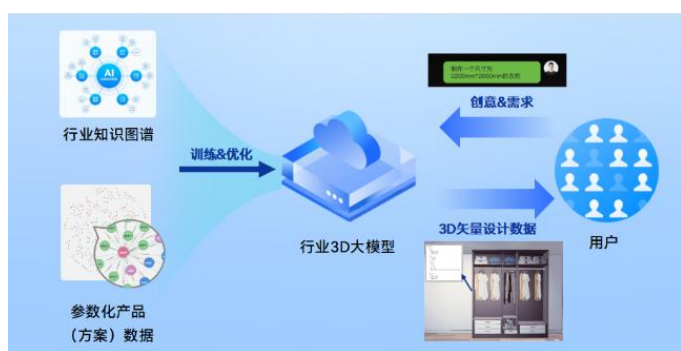 AI
制作一个尺寸为
2200mm*2600mm的衣柜
创意&需求
行业知识图谱
训练&优化
3D矢量设计数据
行业3D大模型
用户
参数化产品
（方案）数据